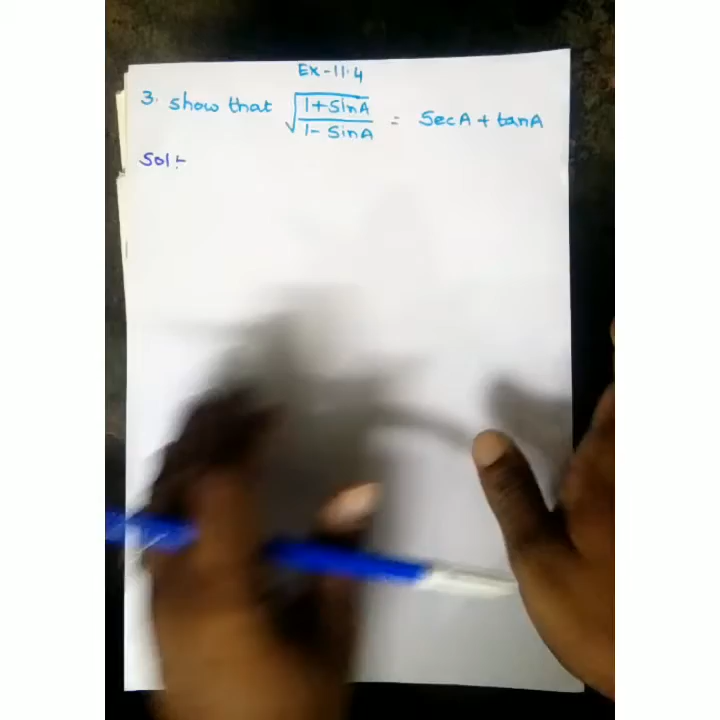 Ex-11.4
3. show that √(1+sinA / 1- sinA) = secA + tanA
Sol:-